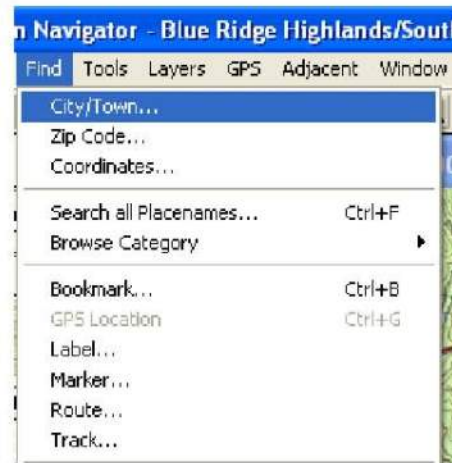 n Navigator - Blue Ridge Highlands/Sout
Find Tools Layers GPS Adjacent Window
City/Town...
Zip Code...
Coordinates...
Search all Placenames... Ctrl+F
Browse Category
Bookmark... Ctrl+B
GPS Location Ctrl+G
Label...
Marker...
Route...
Track...